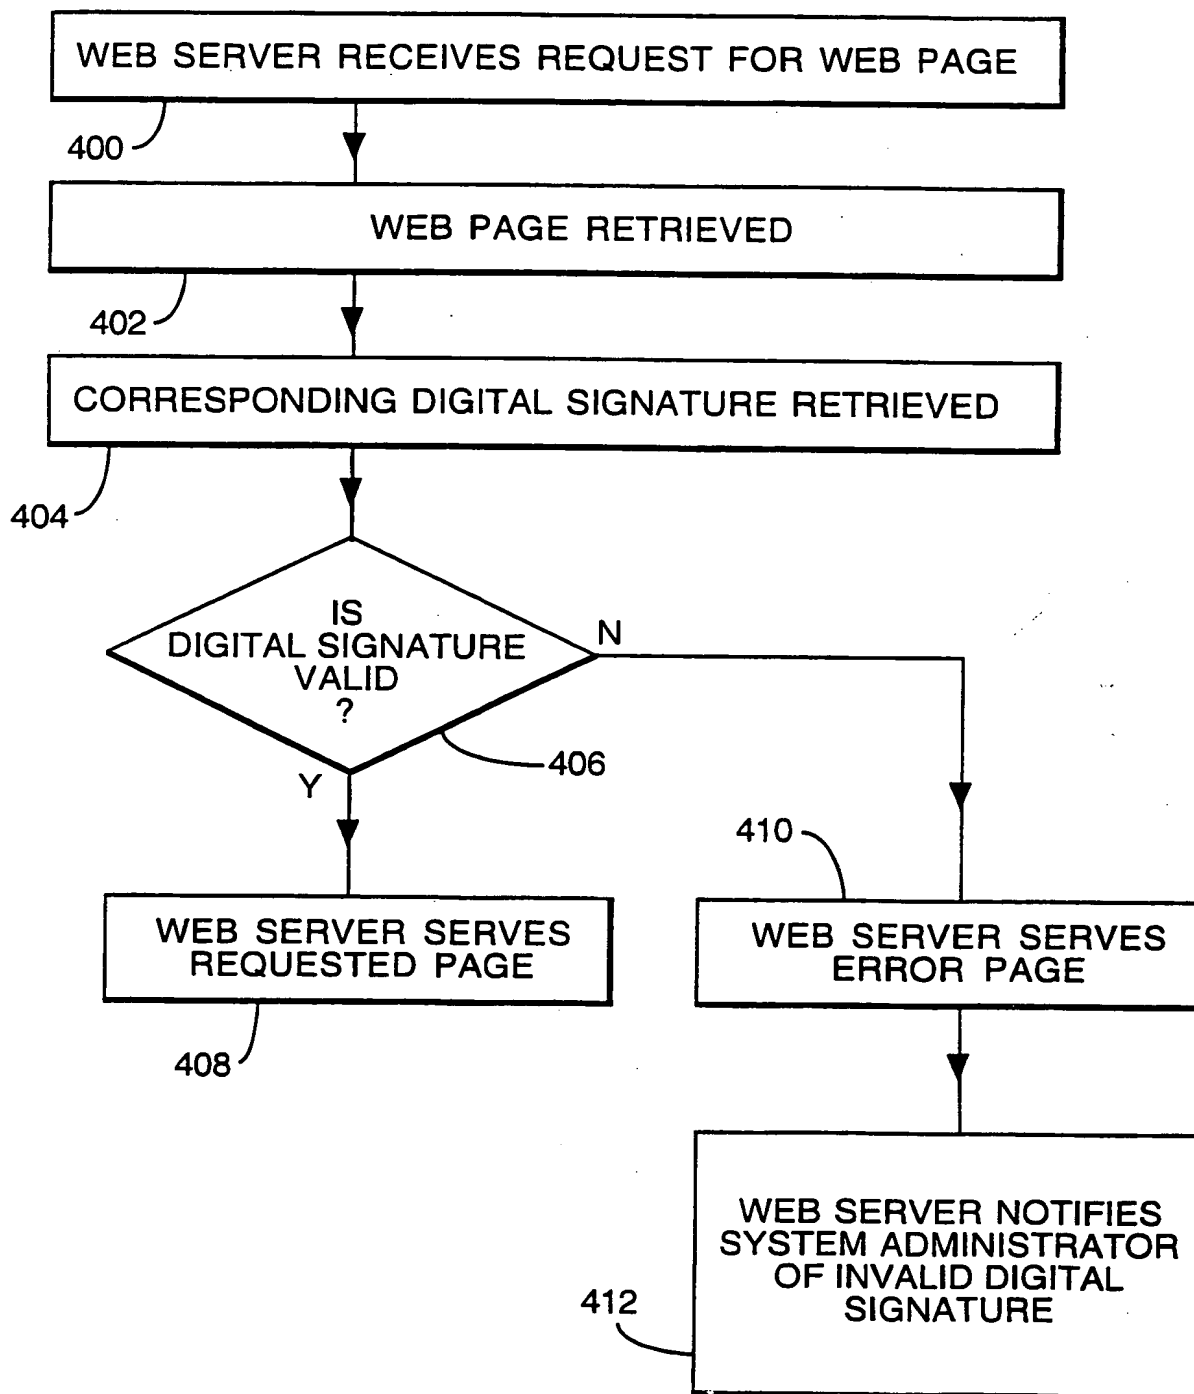 WEB SERVER RECEIVES REQUEST FOR WEB PAGE
400
WEB PAGE RETRIEVED
402
CORRESPONDING DIGITAL SIGNATURE RETRIEVED
404
IS
DIGITAL SIGNATURE
VALID
?
N
406
Y
410
WEB SERVER SERVES
REQUESTED PAGE
408
WEB SERVER SERVES
ERROR PAGE
WEB SERVER NOTIFIES
SYSTEM ADMINISTRATOR
OF INVALID DIGITAL
SIGNATURE
412